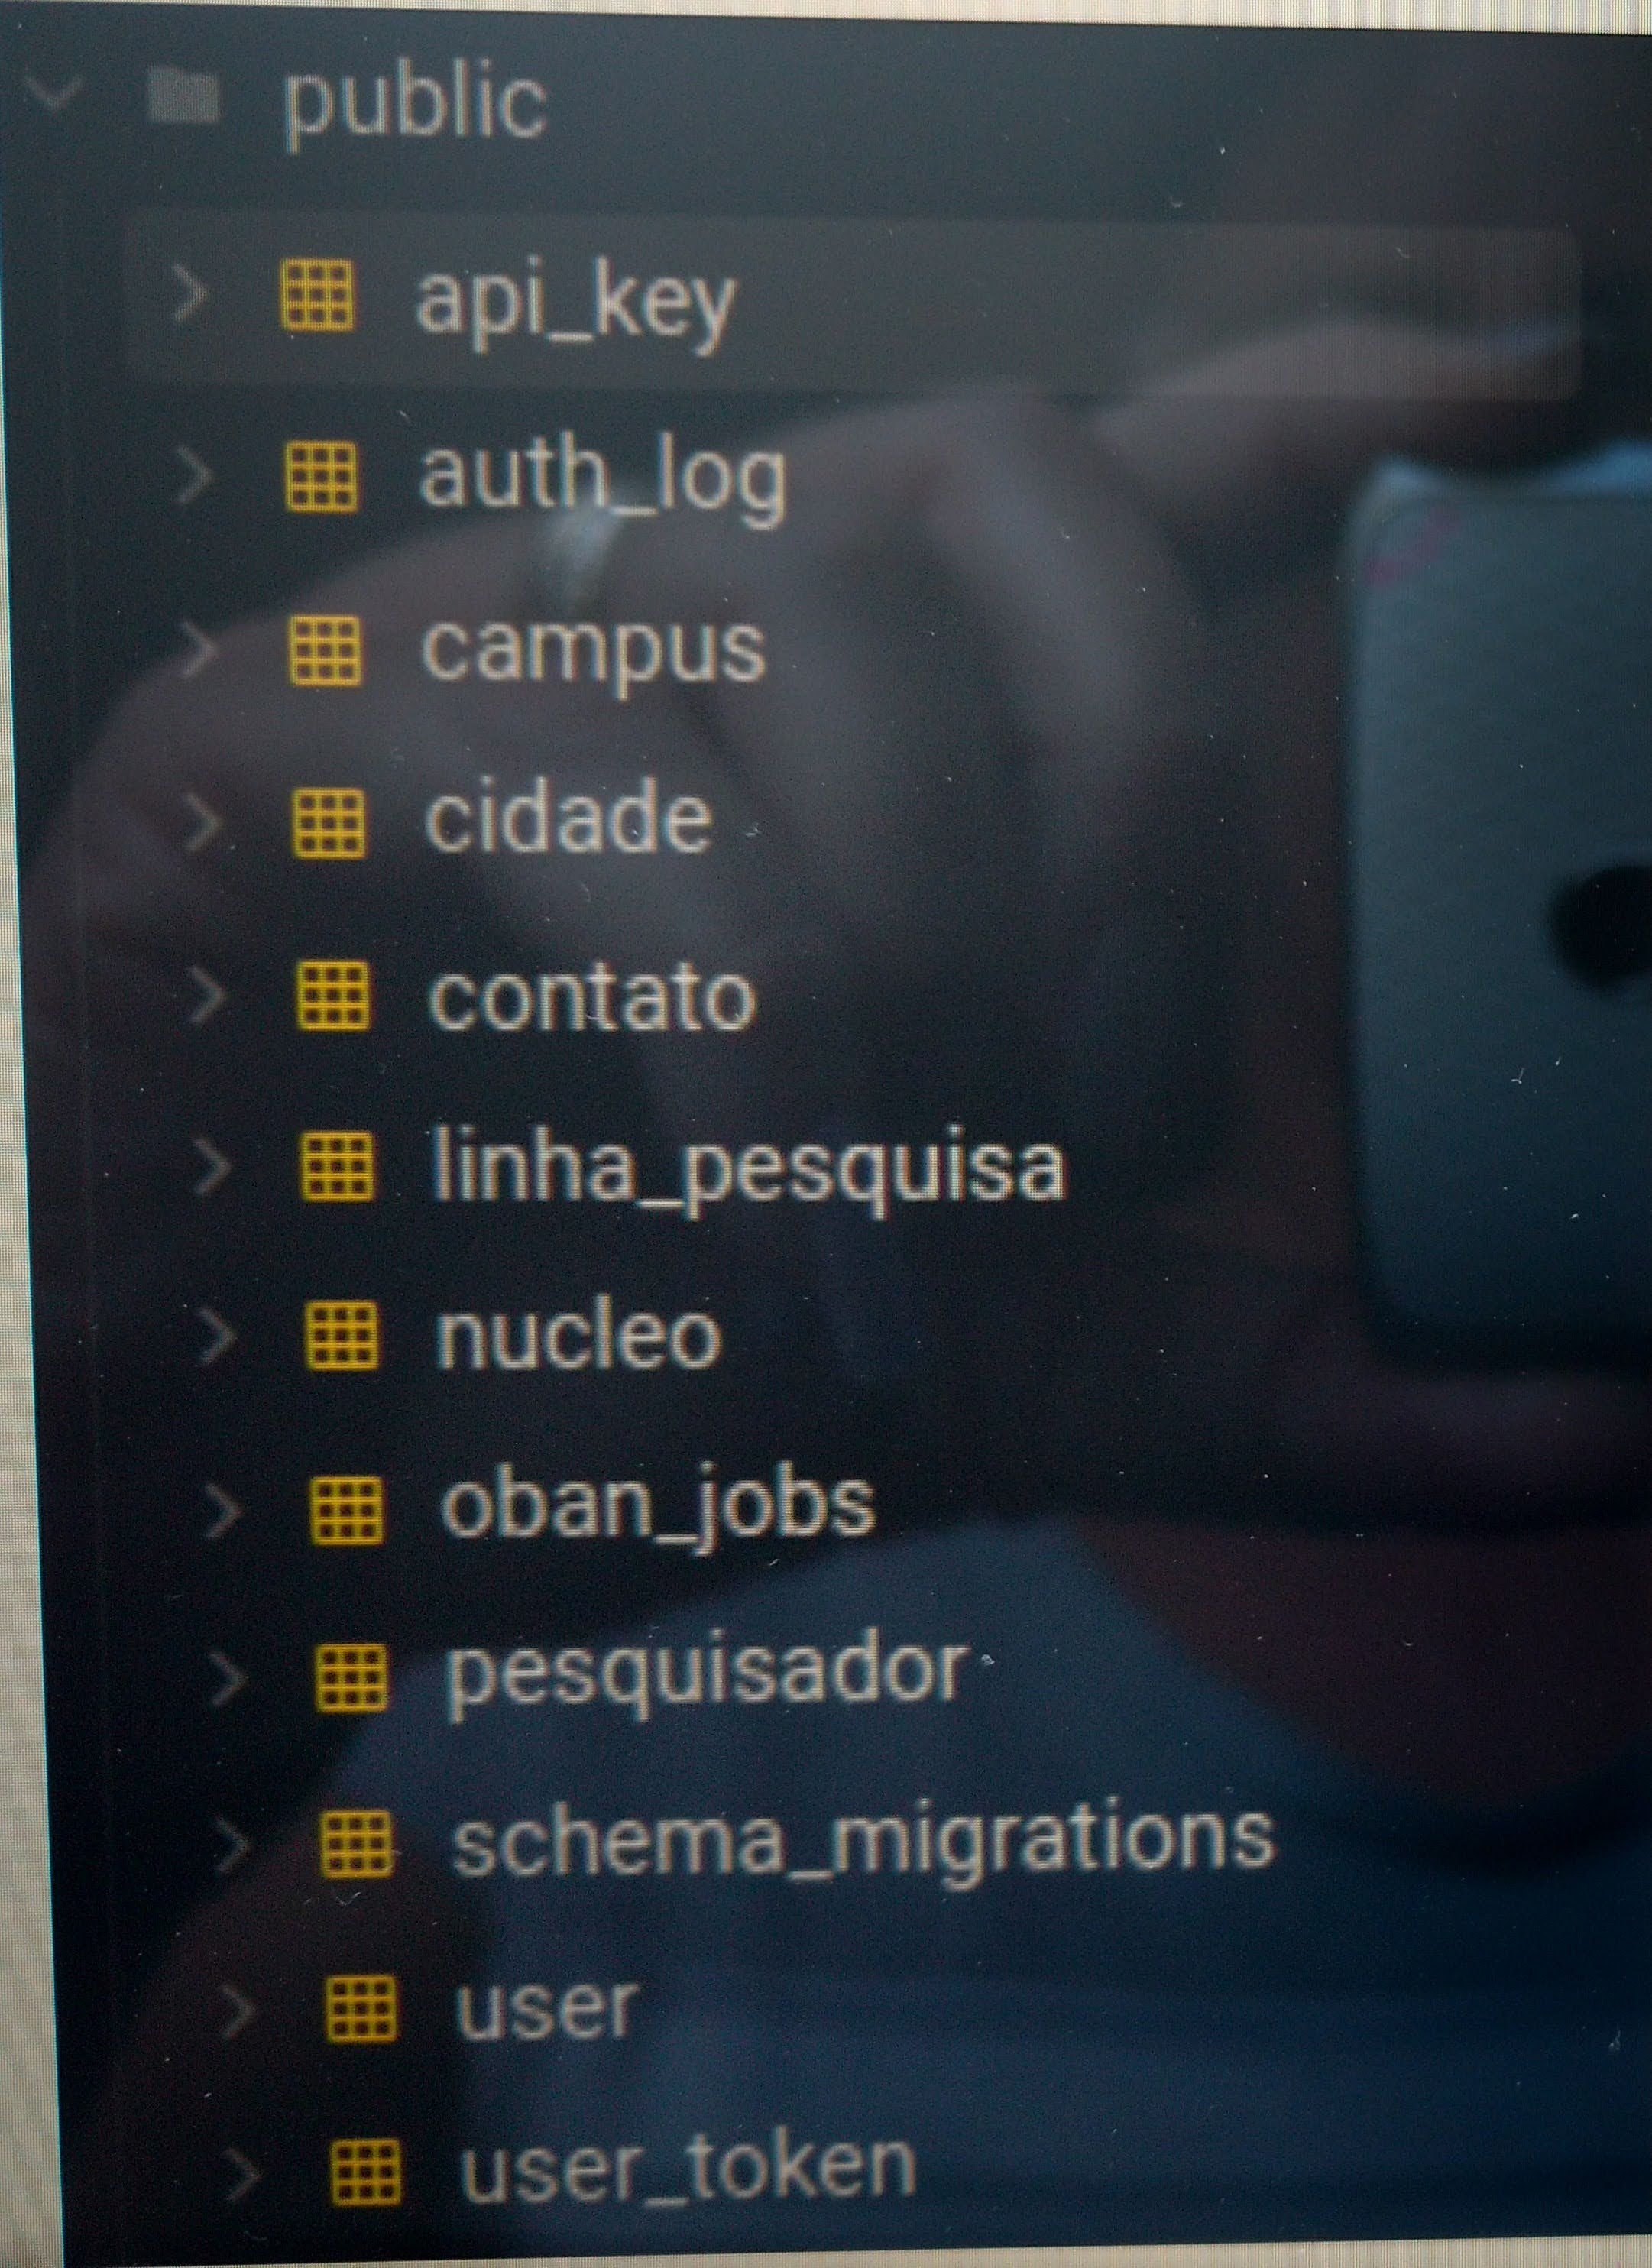 public
api_key
auth_log
campus
cidade
contato
linha_pesquisa
nucleo
oban_jobs
pesquisador
schema_migrations
user
user_token